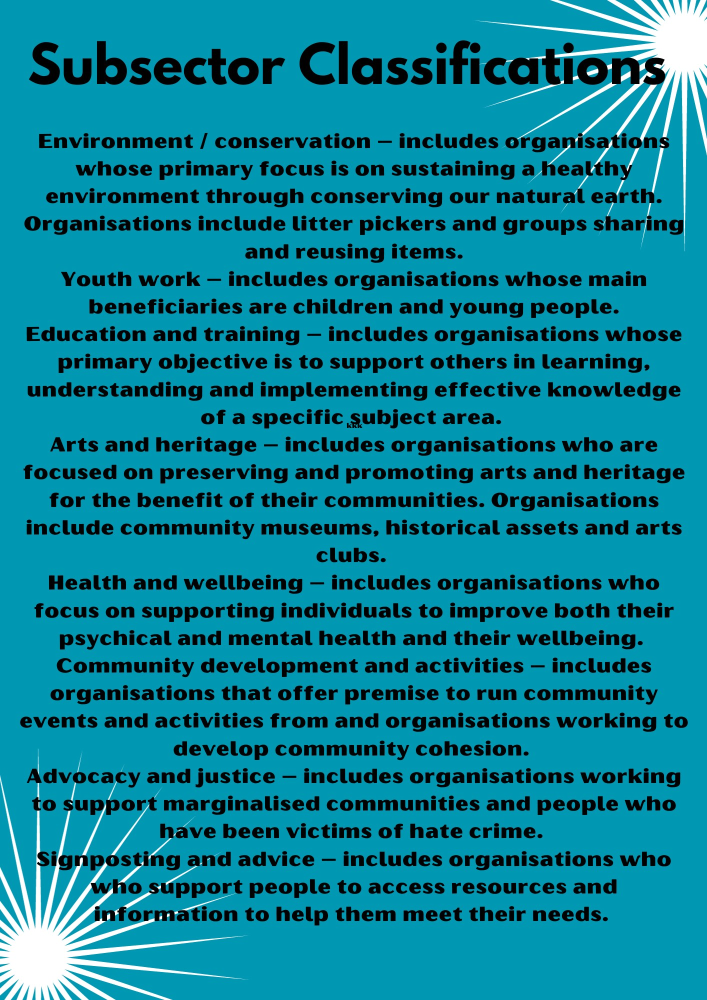 Subsector Classifications
Environment / conservation – includes organisations
whose primary focus is on sustaining a healthy
environment through conserving our natural earth.
Organisations include litter pickers and groups sharing
and reusing items.
Youth work – includes organisations whose main
beneficiaries are children and young people.
Education and training – includes organisations whose
primary objective is to support others in learning,
understanding and implementing effective knowledge
of a specific subject area.
kkk
Arts and heritage – includes organisations who are
focused on preserving and promoting arts and heritage
for the benefit of their communities. Organisations
include community museums, historical assets and arts
clubs.
Health and wellbeing – includes organisations who
focus on supporting individuals to improve both their
psychical and mental health and their wellbeing.
Community development and activities – includes
organisations that offer premise to run community
events and activities from and organisations working to
develop community cohesion.
Advocacy and justice – includes organisations working
to support marginalised communities and people who
have been victims of hate crime.
Signposting and advice – includes organisations who
who support people to access resources and
information to help them meet their needs.